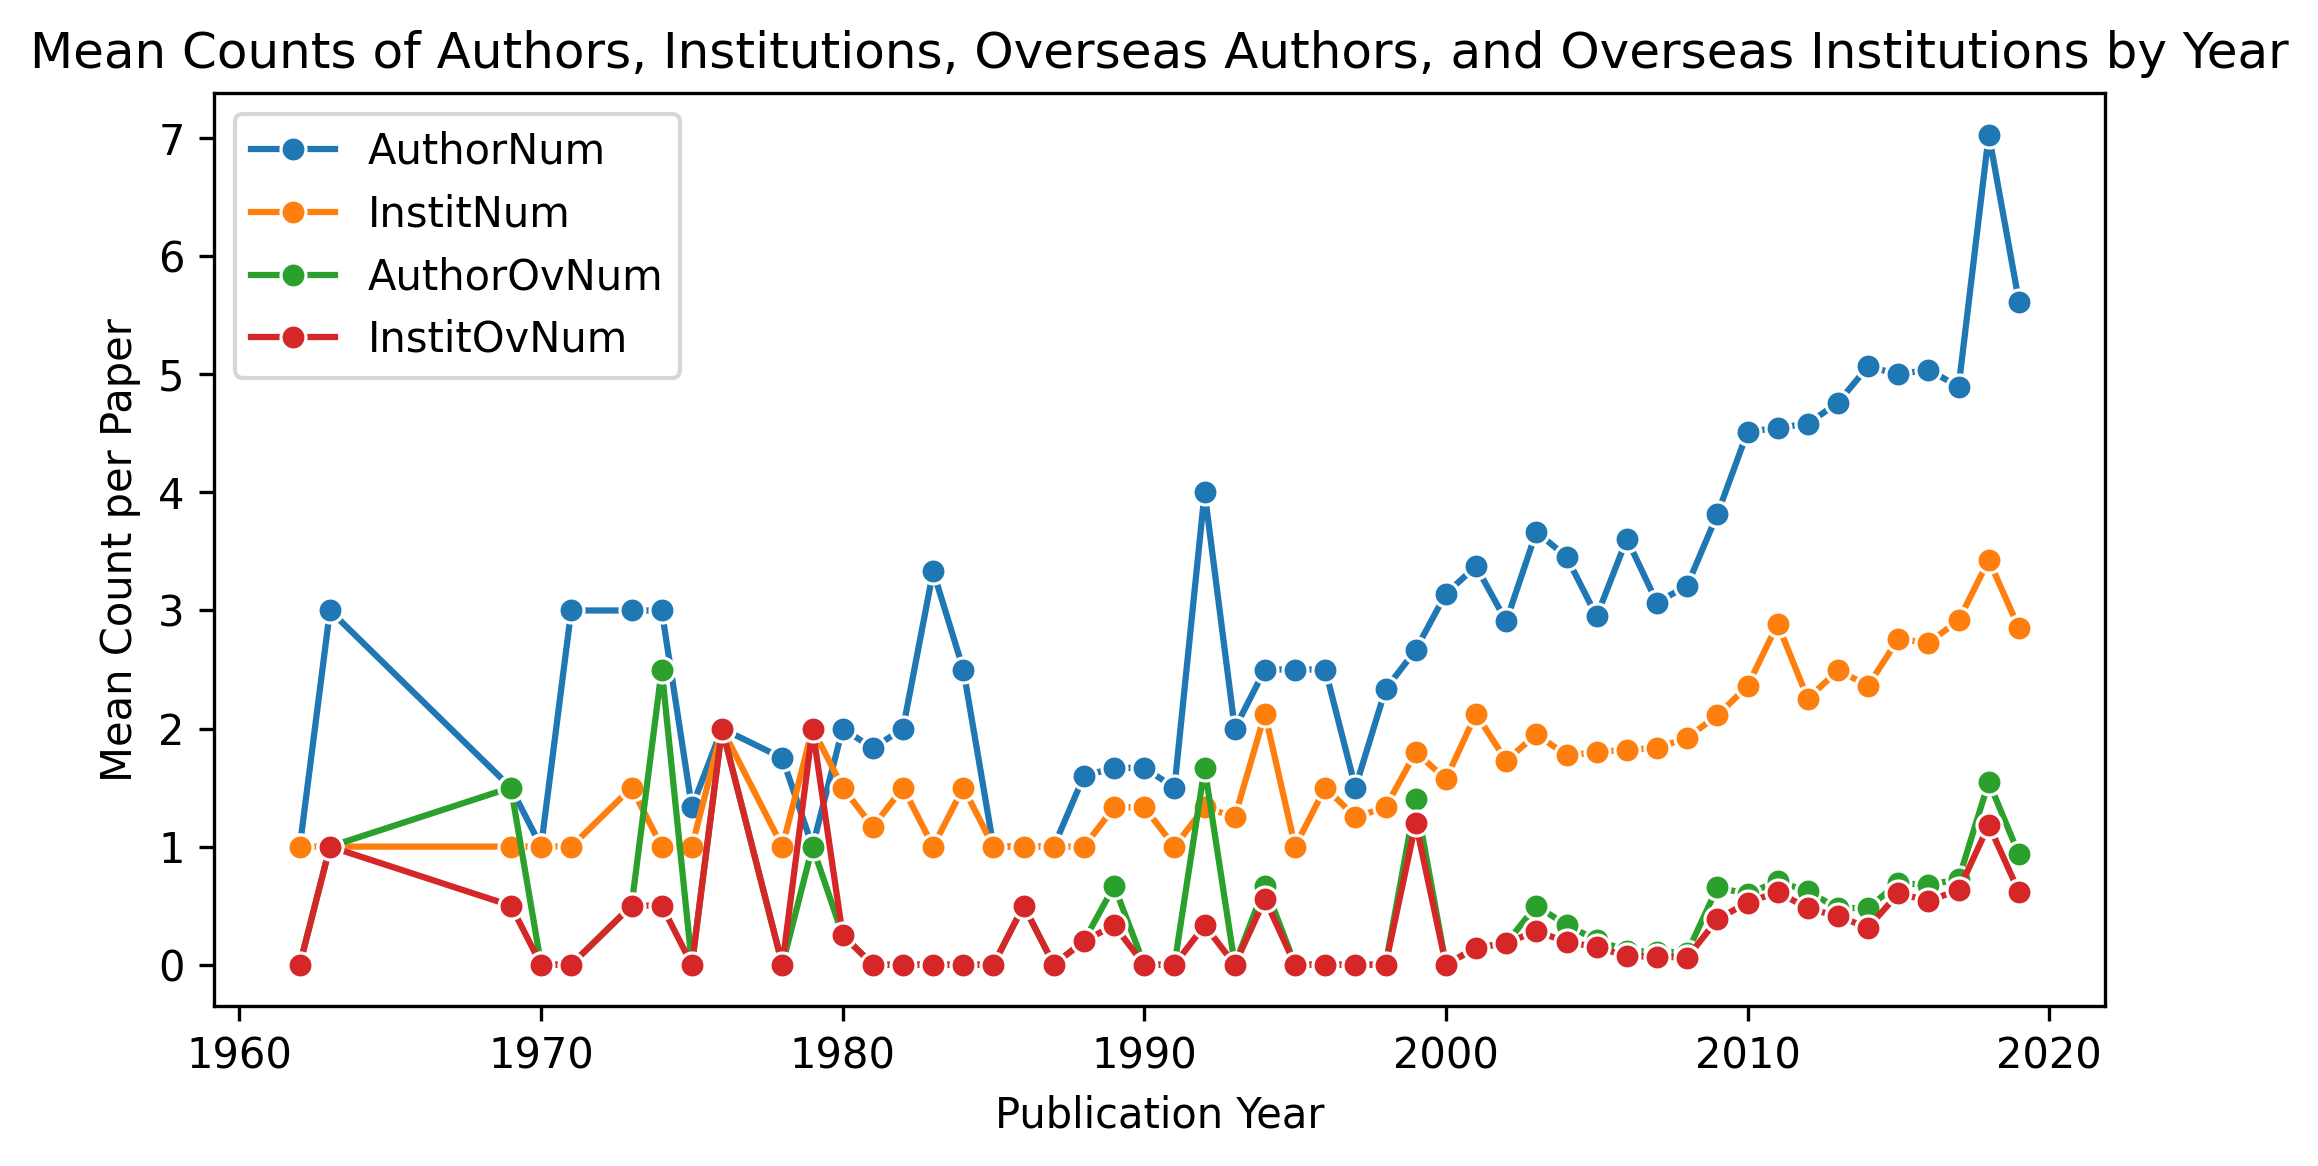 Mean Counts of Authors, Institutions, Overseas Authors, and Overseas Institutions by Year
AuthorNum
InstitNum
AuthorOvNum
InstitOvNum
Mean Count per Paper
7
6
5
4
3
2
1
0
1960 1970 1980 1990 2000 2010 2020
Publication Year